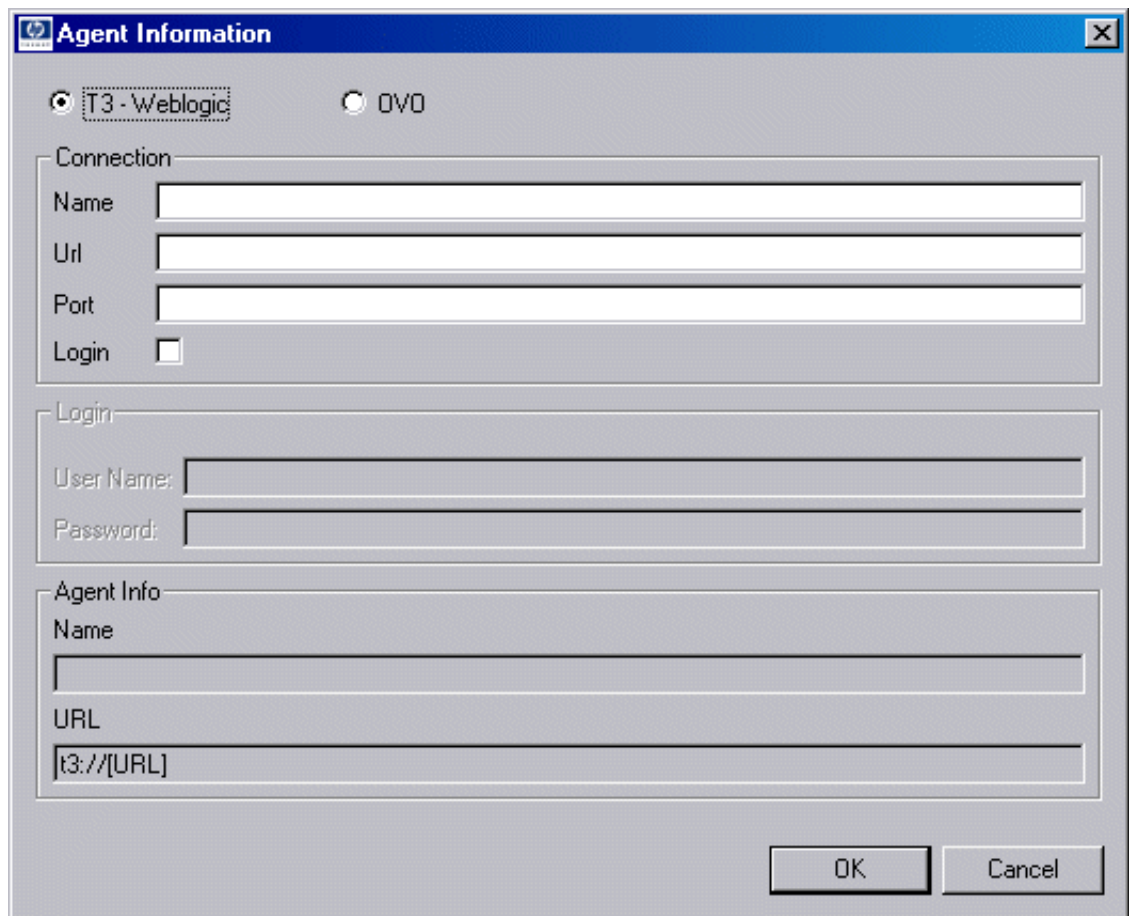 Agent Information
T3 - Weblogic OVO
Connection
Name
Url
Port
Login
Login
User Name:
Password:
Agent Info
Name
URL
t3://[URL]
OK Cancel